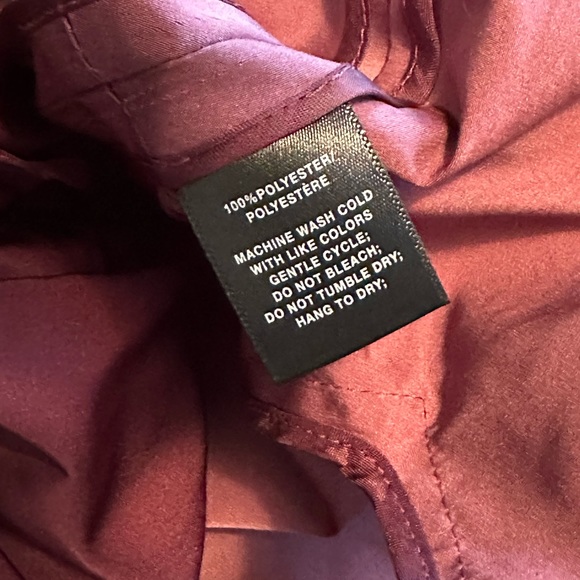 100%POLYESTER/
POLYESTÈRE
MACHINE WASH COLD
WITH LIKE COLORS
GENTLE CYCLE;
DO NOT BLEACH;
DO NOT TUMBLE DRY;
HANG TO DRY;